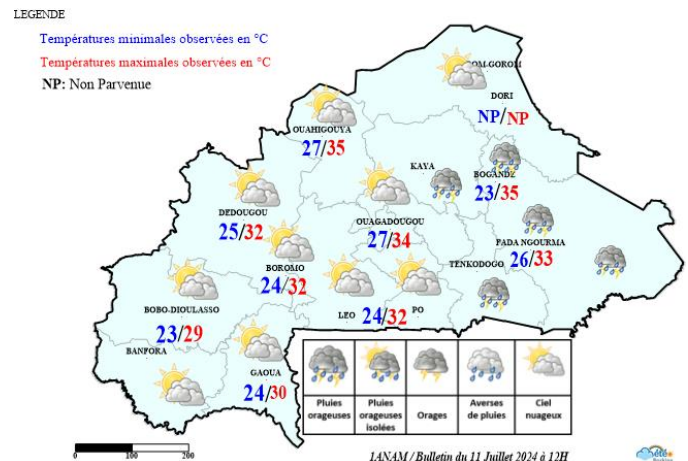 LEGENDE
Températures minimales observées en °C
Températures maximales observées en °C
NP: Non Parvenue
DORI
NP/NP
OUAHIGOUYA
27/35
KAYA
BOGANDE
23/35
DEDOUGOU
25/32
OUAGADOUGOU
27/34
FADA NGOURMA
26/33
BOROMO
24/32
TENKODOGO
BOBO-DIOULASSO
23/29
LEO
24/32
PO
BANFORA
GAOUA
24/30
Pluies orageuses
Pluies orageuses isolées
Orages
Averses de pluies
Ciel nuageux
0
100
200
1ANAM / Bulletin du 11 Juillet 2024 à 12H